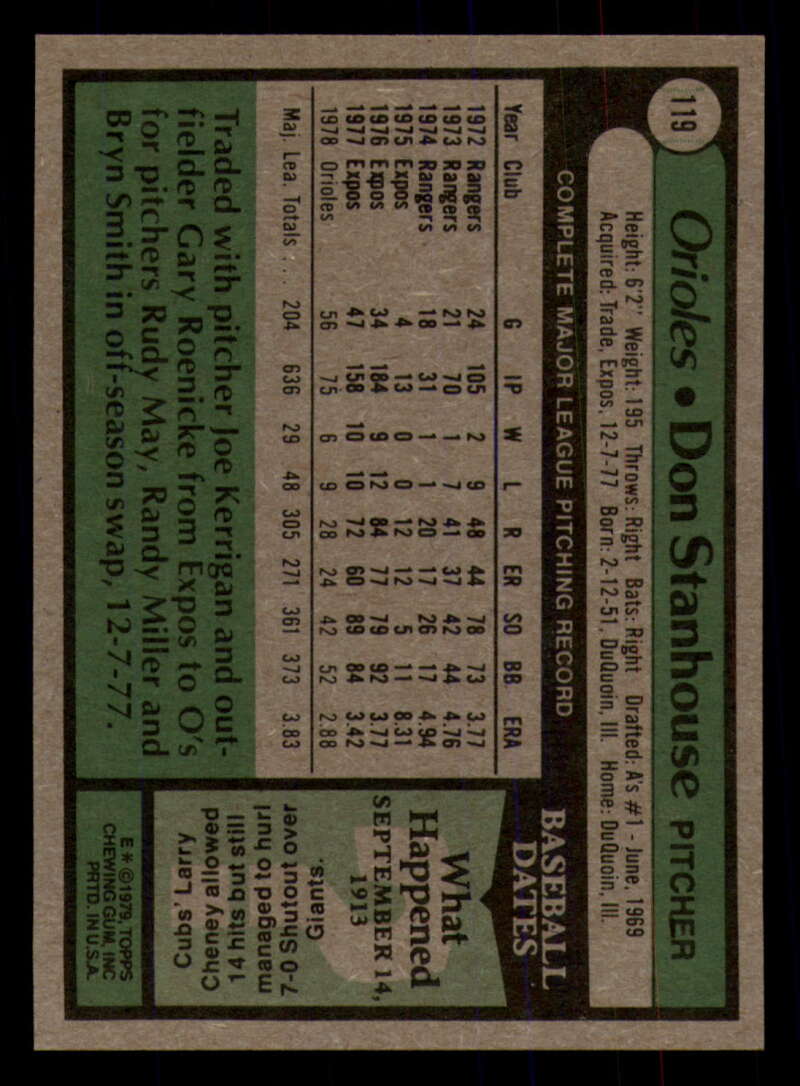 119
Orioles • Don Stanhouse PITCHER
Height: 6'2" Weight: 195 Throws: Right Bats: Right Drafted: A's #1 - June, 1969
Acquired: Trade, Expos, 12-7-77 Born: 2-12-51, DuQuoin, Ill. Home: DuQuoin, Ill.
COMPLETE MAJOR LEAGUE PITCHING RECORD
Year Club G IP W L R ER SO BB ERA
1972 Rangers 24 105 2 9 48 44 78 73 3.77
1973 Rangers 21 70 1 7 41 37 42 44 4.76
1974 Rangers 18 31 1 1 20 17 26 17 4.94
1975 Expos 4 13 0 0 12 12 5 11 8.31
1976 Expos 34 184 9 12 84 77 79 92 3.77
1977 Expos 47 158 10 10 72 60 89 84 3.42
1978 Orioles 56 75 6 9 28 24 42 52 2.88
Maj. Lea. Totals . . . 204 636 29 48 305 271 361 373 3.83
Traded with pitcher Joe Kerrigan and out-
fielder Gary Roenicke from Expos to O's
for pitchers Rudy May, Randy Miller and
Bryn Smith in off-season swap, 12-7-77.
BASEBALL
DATES
What
Happened
SEPTEMBER 14,
1913
Cubs' Larry
Cheney allowed
14 hits but still
managed to hurl
7-0 Shutout over
Giants.
E * © 1979, TOPPS
CHEWING GUM, INC
PRTD. IN U.S.A.